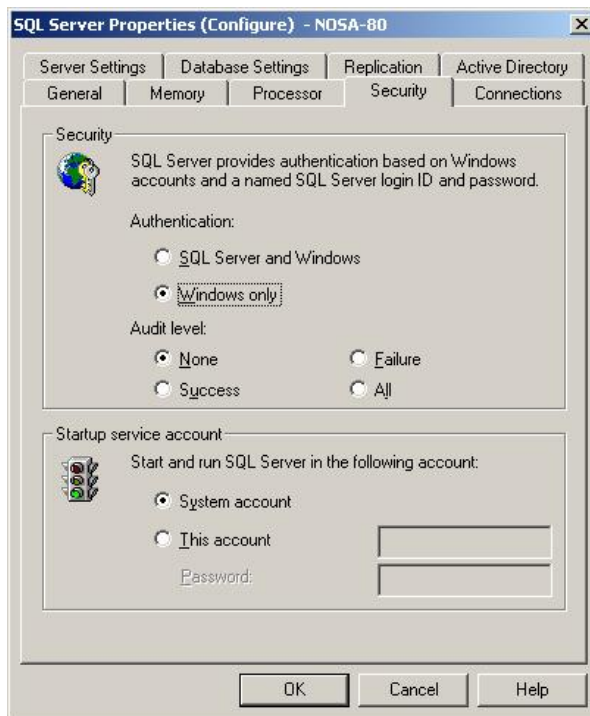 SQL Server Properties (Configure) - NOSA-80
Server Settings Database Settings Replication Active Directory
General Memory Processor Security Connections
Security
SQL Server provides authentication based on Windows
accounts and a named SQL Server login ID and password.
Authentication:
SQL Server and Windows
Windows only
Audit level:
None Failure
Success All
Startup service account
Start and run SQL Server in the following account:
System account
This account
Password:
OK Cancel Help